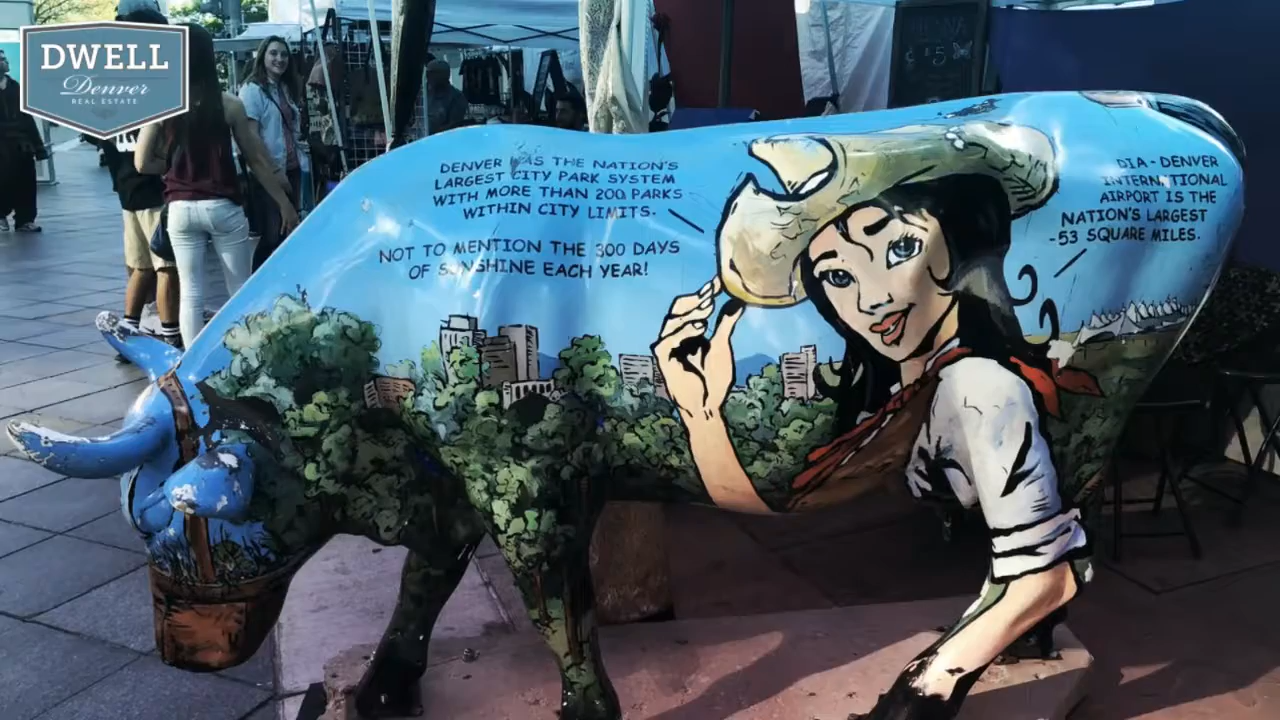 DWELL
Denver
REAL ESTATE
DENVER HAS THE NATION'S
LARGEST CITY PARK SYSTEM
WITH MORE THAN 200 PARKS
WITHIN CITY LIMITS.
NOT TO MENTION THE 300 DAYS
OF SUNSHINE EACH YEAR!
DIA - DENVER
INTERNATIONAL
AIRPORT IS THE
NATION'S LARGEST
-53 SQUARE MILES.